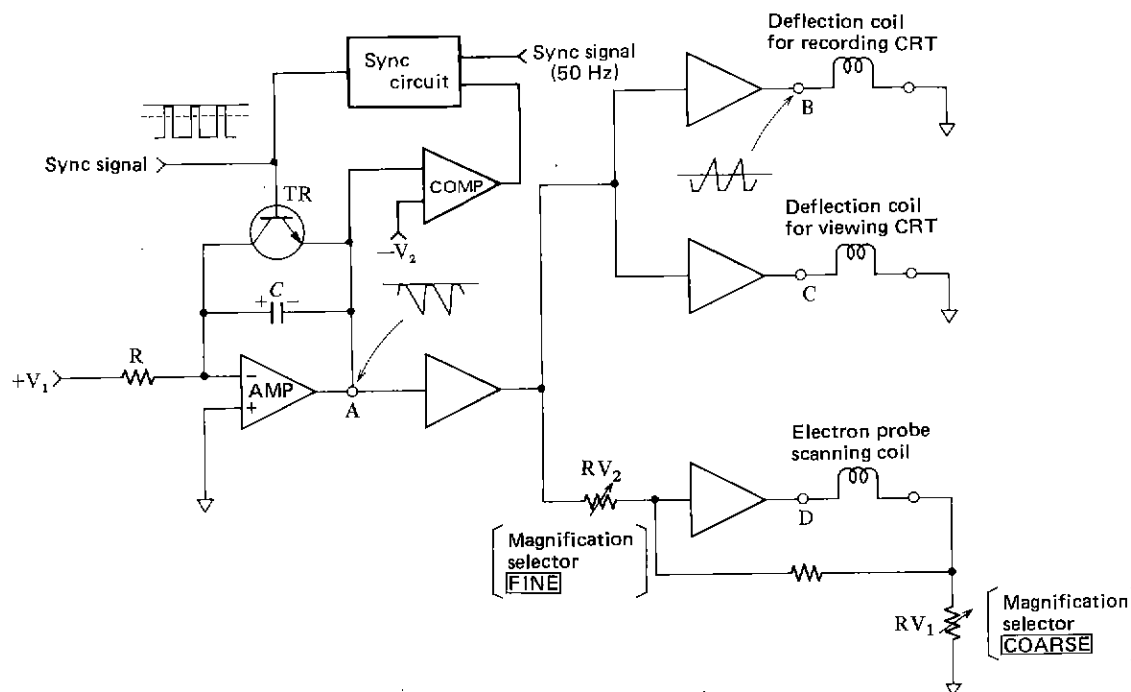 Deflection coil
for recording CRT
Sync
circuit
Sync signal
(50 Hz)
B
Sync signal
TR
COMP
−V2
Deflection coil
for viewing CRT
C
+ C −
R
+V1
−
AMP
+
A
Electron probe
scanning coil
RV2
D
Magnification
selector
FINE
RV1
Magnification
selector
COARSE